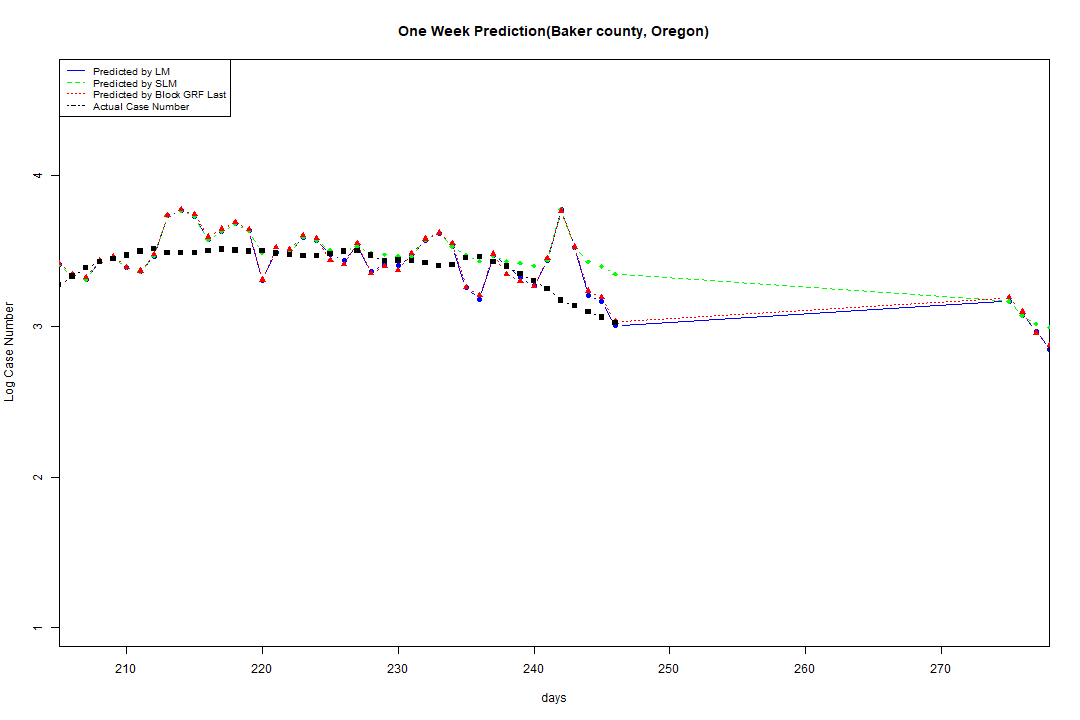 One Week Prediction(Baker county, Oregon)
Predicted by LM
Predicted by SLM
Predicted by Block GRF Last
Actual Case Number
Log Case Number
4
3
2
1
210 220 230 240 250 260 270
days